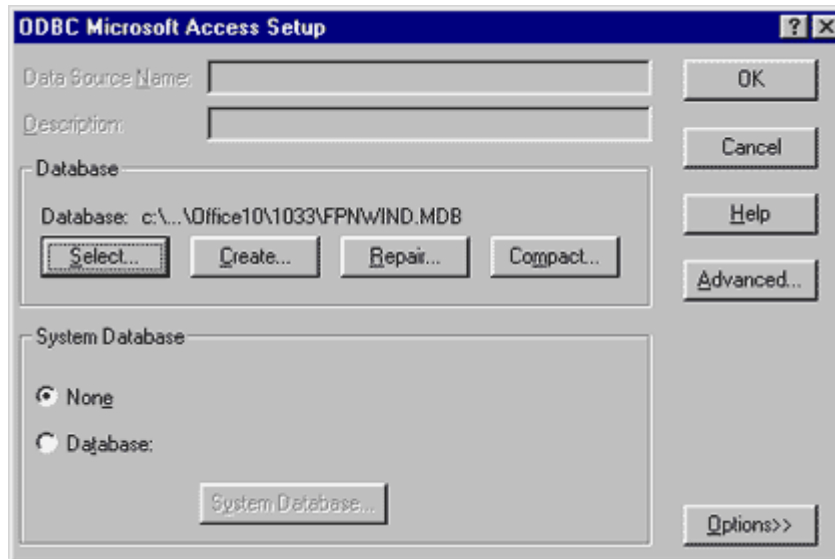 ODBC Microsoft Access Setup
Data Source Name:
OK
Description:
Cancel
Database
Database: c:\...\Office10\1033\FPNWIND.MDB
Help
Select... Create... Repair... Compact...
Advanced...
System Database
None
Database:
System Database...
Options>>